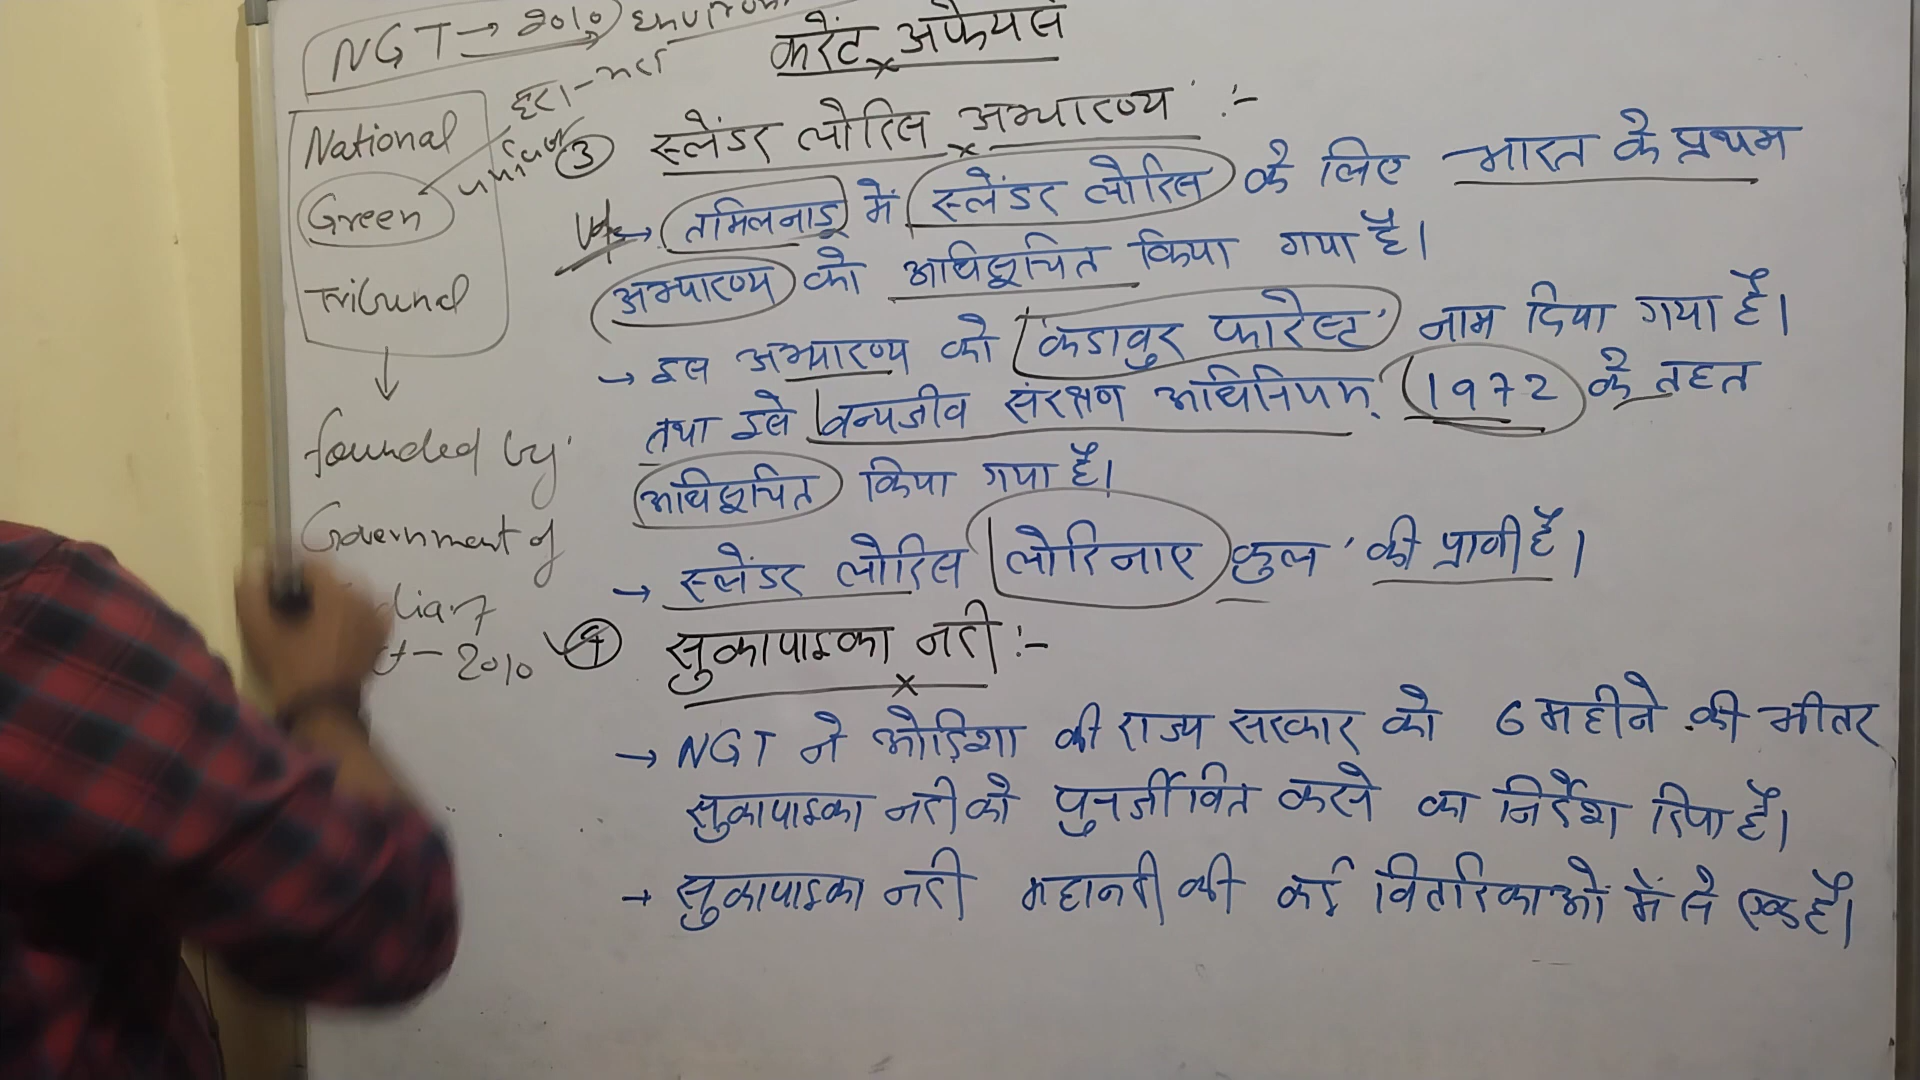 NGT → 2010
करेंट अफेयर्स
National
Green
Tribunal
founded by
Government of
2010
③ स्लेंडर लोरिस अभ्यारण्य :-
→ तमिलनाडू में स्लेंडर लोरिस के लिए भारत के प्रथम
अभ्यारण्य को अधिसूचित किया गया है।
→ इस अभ्यारण्य को 'कडावुर फारेस्ट' नाम दिया गया है।
तथा इसे वन्यजीव संरक्षण अधिनियम, 1972 के तहत
अधिसूचित किया गया है।
→ स्लेंडर लोरिस 'लोरिनाए कुल' की प्राणी है।
④ सुकापाइका नदी :-
→ NGT ने ओड़िशा की राज्य सरकार को 6 महीने की भीतर
सुकापाइका नदी को पुनर्जीवित करने का निर्देश दिया है।
→ सुकापाइका नदी महानदी की कई वितरिकाओं में से एक है।